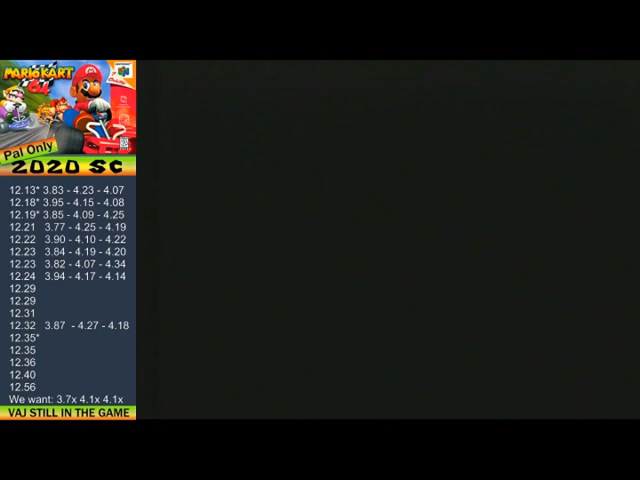 MARIOKART
64
Pal Only
2020 SC
12.13* 3.83 - 4.23 - 4.07
12.18* 3.95 - 4.15 - 4.08
12.19* 3.85 - 4.09 - 4.25
12.21 3.77 - 4.25 - 4.19
12.22 3.90 - 4.10 - 4.22
12.23 3.84 - 4.19 - 4.20
12.23 3.82 - 4.07 - 4.34
12.24 3.94 - 4.17 - 4.14
12.29
12.29
12.31
12.32 3.87 - 4.27 - 4.18
12.35*
12.35
12.36
12.40
12.56
We want: 3.7x 4.1x 4.1x
VAJ STILL IN THE GAME